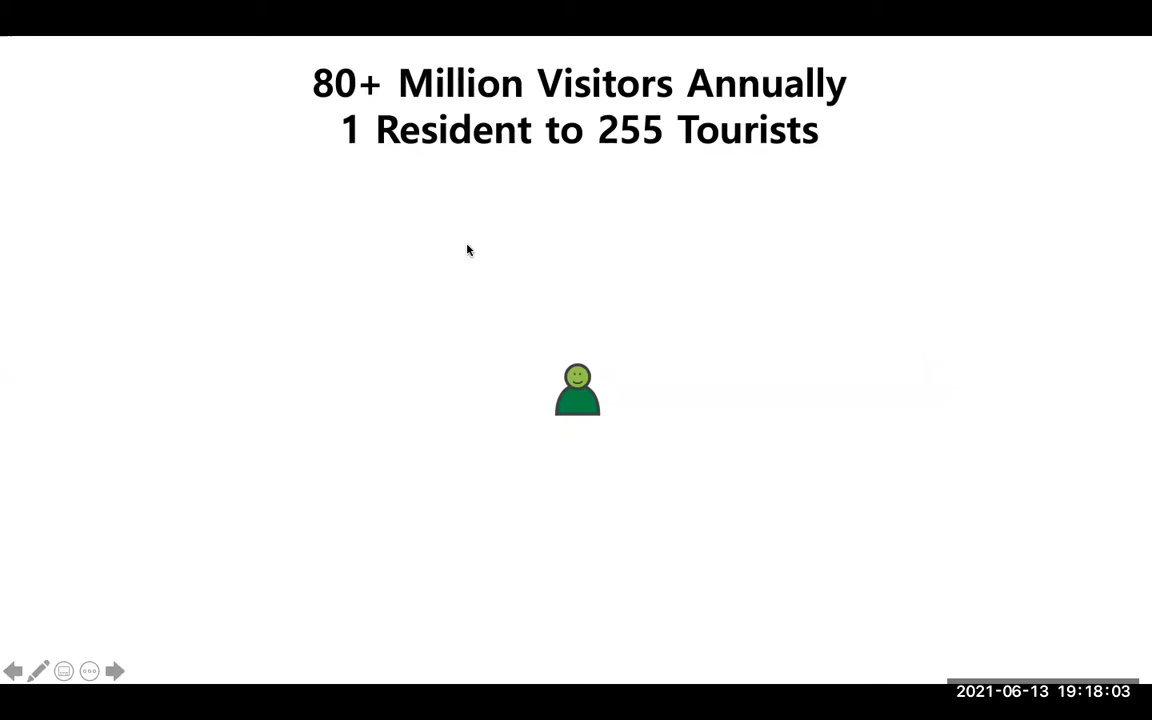 80+ Million Visitors Annually
1 Resident to 255 Tourists
2021-06-13 19:18:03